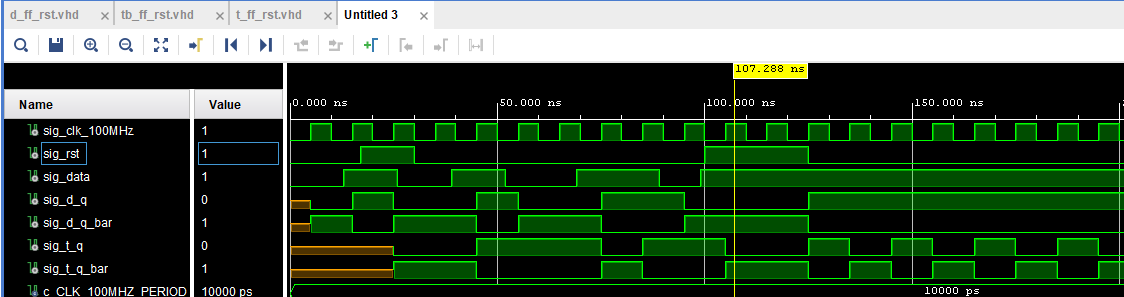 d_ff_rst.vhd tb_ff_rst.vhd t_ff_rst.vhd Untitled 3
107.288 ns
Name Value 0.000 ns 50.000 ns 100.000 ns 150.000 ns
sig_clk_100MHz 1
sig_rst 1
sig_data 1
sig_d_q 0
sig_d_q_bar 1
sig_t_q 0
sig_t_q_bar 1
c_CLK_100MHZ_PERIOD 10000 ps 10000 ps